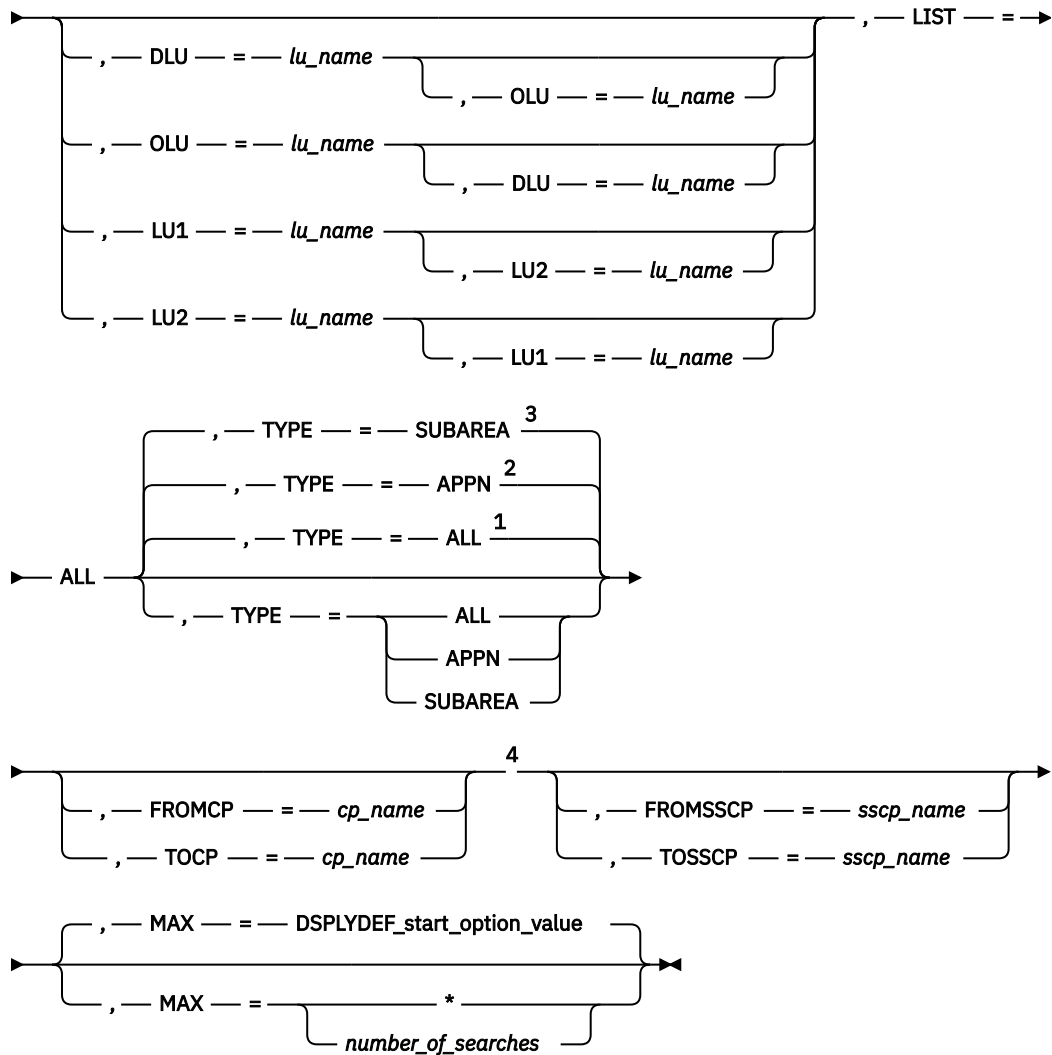 , LIST =
, DLU = lu_name
, OLU = lu_name
, OLU = lu_name
, DLU = lu_name
, LU1 = lu_name
, LU2 = lu_name
, LU2 = lu_name
, LU1 = lu_name
, TYPE = SUBAREA 3
, TYPE = APPN 2
, TYPE = ALL 1
ALL
, TYPE = ALL
APPN
SUBAREA
4
, FROMCP = cp_name , FROMSSCP = sscp_name
, TOCP = cp_name , TOSSCP = sscp_name
, MAX = DSPLYDEF_start_option_value
, MAX = *
number_of_searches